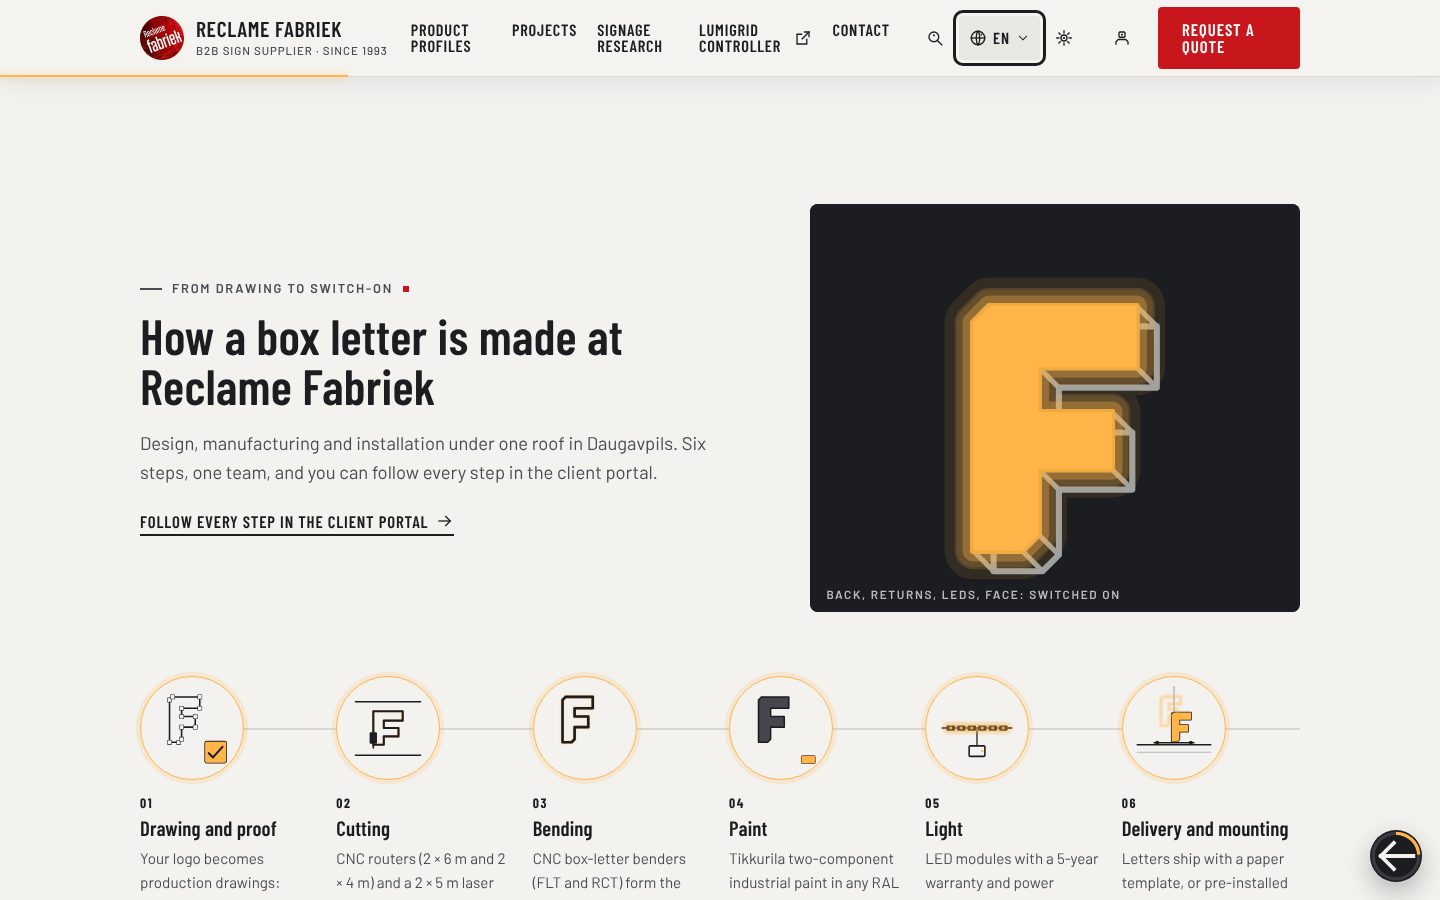 Reclame
fabriek
RECLAME FABRIEK
B2B SIGN SUPPLIER · SINCE 1993
PRODUCT
PROFILES
PROJECTS
SIGNAGE
RESEARCH
LUMIGRID
CONTROLLER
CONTACT
EN
REQUEST A
QUOTE
FROM DRAWING TO SWITCH-ON
How a box letter is made at
Reclame Fabriek
Design, manufacturing and installation under one roof in Daugavpils. Six
steps, one team, and you can follow every step in the client portal.
FOLLOW EVERY STEP IN THE CLIENT PORTAL
F
BACK, RETURNS, LEDS, FACE: SWITCHED ON
F
F
F
F
F
01
Drawing and proof
Your logo becomes
production drawings:
02
Cutting
CNC routers (2 × 6 m and 2
× 4 m) and a 2 × 5 m laser
03
Bending
CNC box-letter benders
(FLT and RCT) form the
04
Paint
Tikkurila two-component
industrial paint in any RAL
05
Light
LED modules with a 5-year
warranty and power
06
Delivery and mounting
Letters ship with a paper
template, or pre-installed